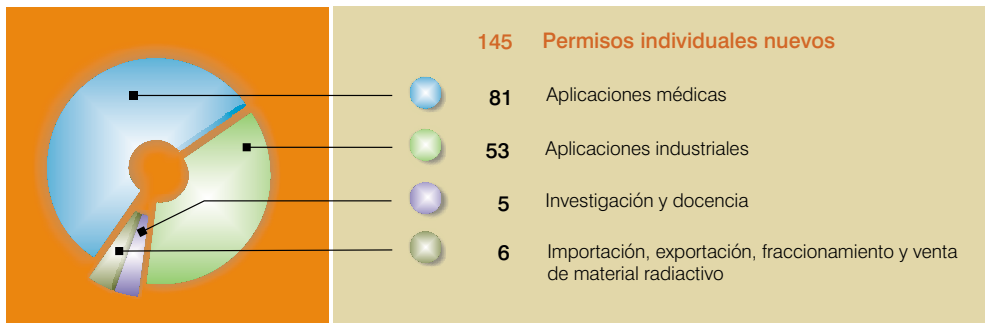 145 Permisos individuales nuevos
81 Aplicaciones médicas
53 Aplicaciones industriales
5 Investigación y docencia
6 Importación, exportación, fraccionamiento y venta
de material radiactivo